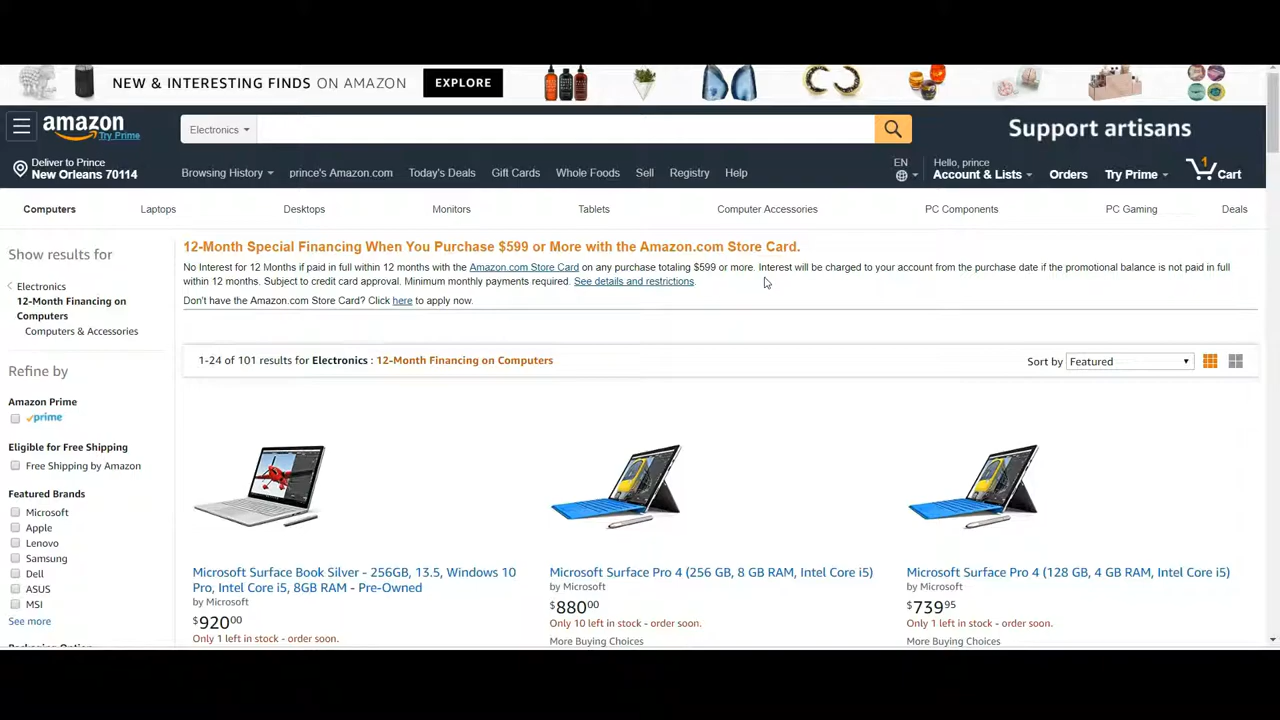 NEW & INTERESTING FINDS ON AMAZON EXPLORE
amazon
Try Prime
Electronics
Support artisans
Deliver to Prince
New Orleans 70114
Browsing History prince's Amazon.com Today's Deals Gift Cards Whole Foods Sell Registry Help
EN
Hello, prince
Account & Lists
Orders
Try Prime
1
Cart
Computers Laptops Desktops Monitors Tablets Computer Accessories PC Components PC Gaming Deals
Show results for
Electronics
12-Month Financing on
Computers
Computers & Accessories
Refine by
Amazon Prime
prime
Eligible for Free Shipping
Free Shipping by Amazon
Featured Brands
Microsoft
Apple
Lenovo
Samsung
Dell
ASUS
MSI
See more
Packaging Option
12-Month Special Financing When You Purchase $599 or More with the Amazon.com Store Card.
No Interest for 12 Months if paid in full within 12 months with the Amazon.com Store Card on any purchase totaling $599 or more. Interest will be charged to your account from the purchase date if the promotional balance is not paid in full
within 12 months. Subject to credit card approval. Minimum monthly payments required. See details and restrictions.
Don't have the Amazon.com Store Card? Click here to apply now.
1-24 of 101 results for Electronics : 12-Month Financing on Computers
Sort by Featured
Microsoft Surface Book Silver - 256GB, 13.5, Windows 10
Pro, Intel Core i5, 8GB RAM - Pre-Owned
by Microsoft
$920.00
Only 1 left in stock - order soon.
Microsoft Surface Pro 4 (256 GB, 8 GB RAM, Intel Core i5)
by Microsoft
$880.00
Only 10 left in stock - order soon.
More Buying Choices
Microsoft Surface Pro 4 (128 GB, 4 GB RAM, Intel Core i5)
by Microsoft
$739.95
Only 1 left in stock - order soon.
More Buying Choices